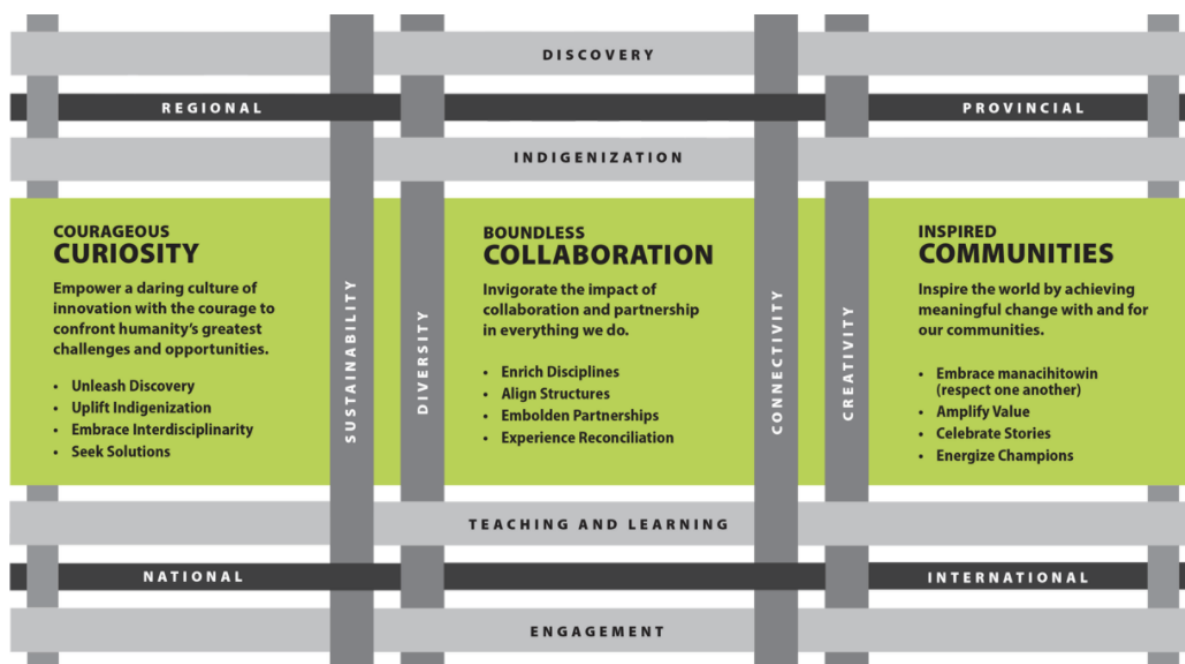 DISCOVERY
REGIONAL
PROVINCIAL
INDIGENIZATION
COURAGEOUS
CURIOSITY
Empower a daring culture of
innovation with the courage to
confront humanity's greatest
challenges and opportunities.
• Unleash Discovery
• Uplift Indigenization
• Embrace Interdisciplinarity
• Seek Solutions
SUSTAINABILITY
DIVERSITY
BOUNDLESS
COLLABORATION
Invigorate the impact of
collaboration and partnership
in everything we do.
• Enrich Disciplines
• Align Structures
• Embolden Partnerships
• Experience Reconciliation
CONNECTIVITY
CREATIVITY
INSPIRED
COMMUNITIES
Inspire the world by achieving
meaningful change with and for
our communities.
• Embrace manacihitowin
(respect one another)
• Amplify Value
• Celebrate Stories
• Energize Champions
TEACHING AND LEARNING
NATIONAL
INTERNATIONAL
ENGAGEMENT